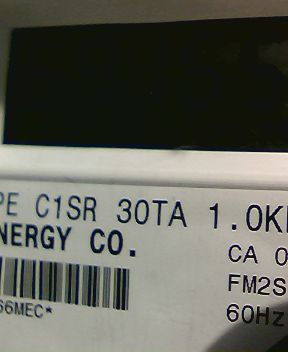 PE C1SR 30TA 1.0K
NERGY CO.
CA 0
FM2S
66MEC*
60Hz